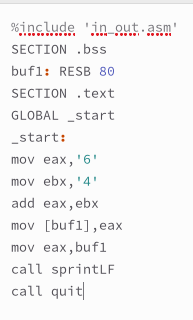 %include 'in_out.asm'
SECTION .bss
buf1: RESB 80
SECTION .text
GLOBAL _start
_start:
mov eax,'6'
mov ebx,'4'
add eax,ebx
mov [buf1],eax
mov eax,buf1
call sprintLF
call quit